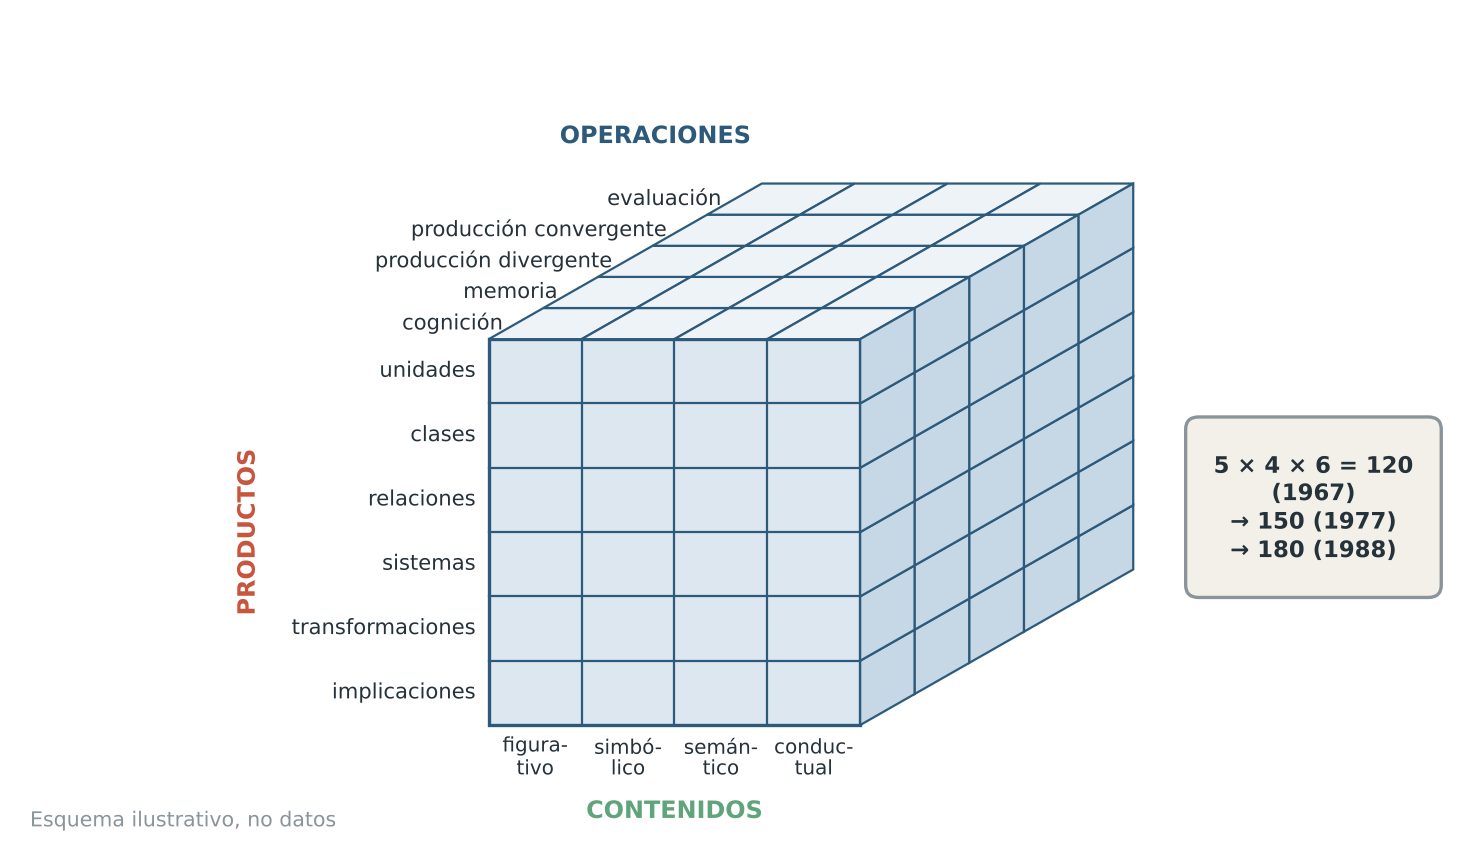 OPERACIONES
evaluación
producción convergente
producción divergente
memoria
cognición
unidades
clases
relaciones
sistemas
transformaciones
implicaciones
PRODUCTOS
figura-
tivo
simbó-
lico
semán-
tico
conduc-
tual
CONTENIDOS
5 × 4 × 6 = 120
(1967)
→ 150 (1977)
→ 180 (1988)
Esquema ilustrativo, no datos